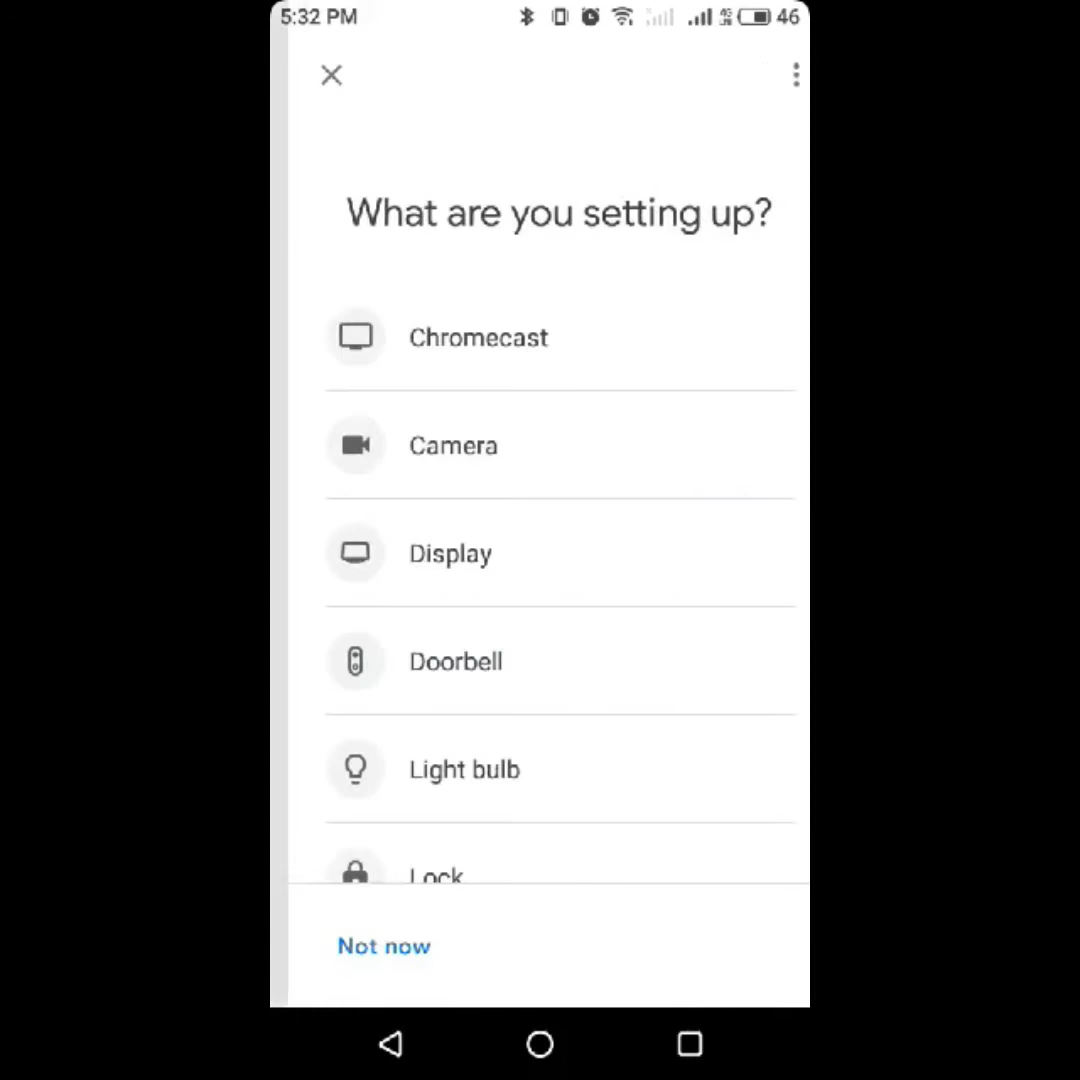 5:32 PM 46
What are you setting up?
Chromecast
Camera
Display
Doorbell
Light bulb
Lock
Not now